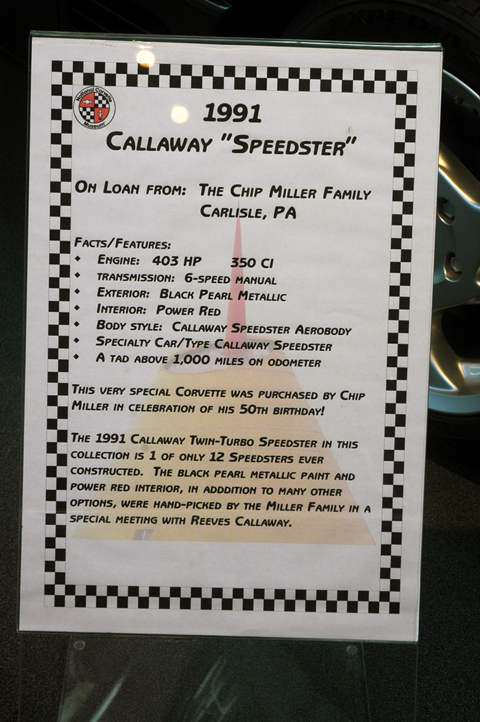 National Corvette
Museum
1991
Callaway "Speedster"
On Loan from: The Chip Miller Family
Carlisle, PA
Facts/Features:
• Engine: 403 HP 350 CI
• transmission: 6-speed manual
• Exterior: Black Pearl Metallic
• Interior: Power Red
• Body style: Callaway Speedster Aerobody
• Specialty Car/Type Callaway Speedster
• A tad above 1,000 miles on odometer
This very special Corvette was purchased by Chip
Miller in celebration of his 50th birthday!
The 1991 Callaway Twin-Turbo Speedster in this
collection is 1 of only 12 Speedsters ever
constructed. The black pearl metallic paint and
power red interior, in adddition to many other
options, were hand-picked by the Miller Family in a
special meeting with Reeves Callaway.